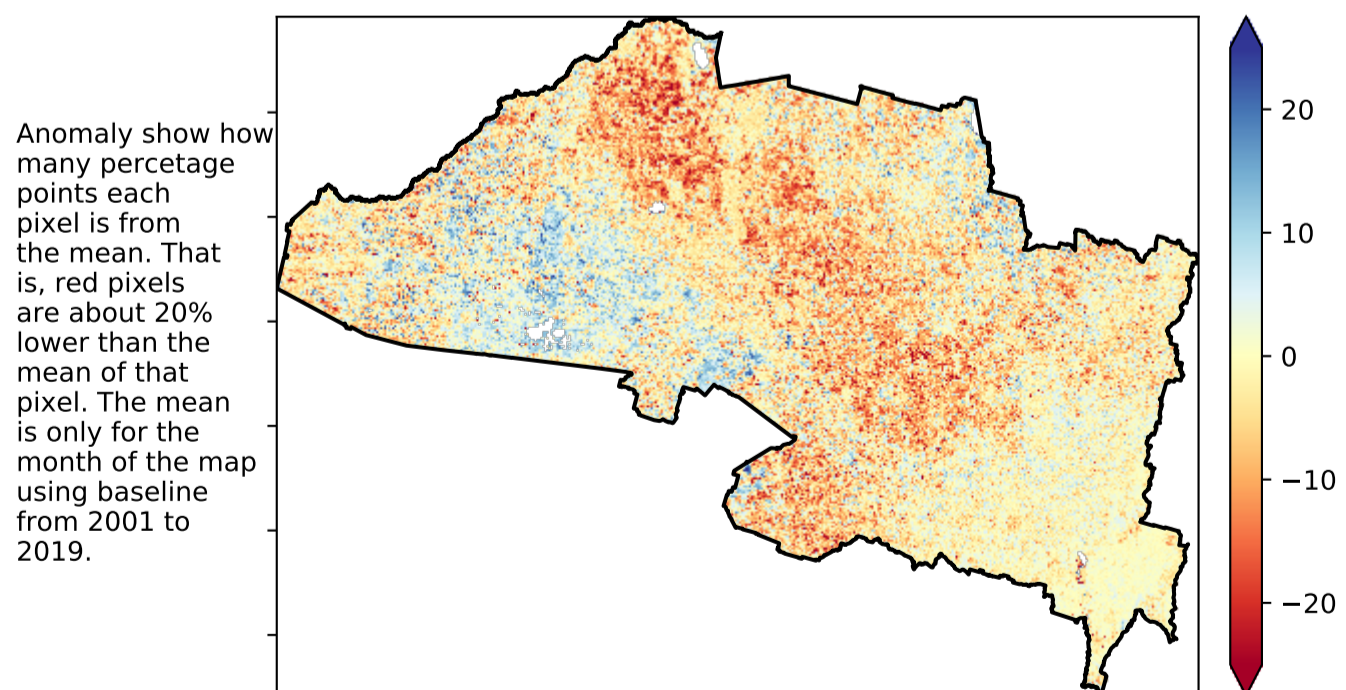 Anomaly show how
many percetage
points each
pixel is from
the mean. That
is, red pixels
are about 20%
lower than the
mean of that
pixel. The mean
is only for the
month of the map
using baseline
from 2001 to
2019.
20
10
0
−10
−20